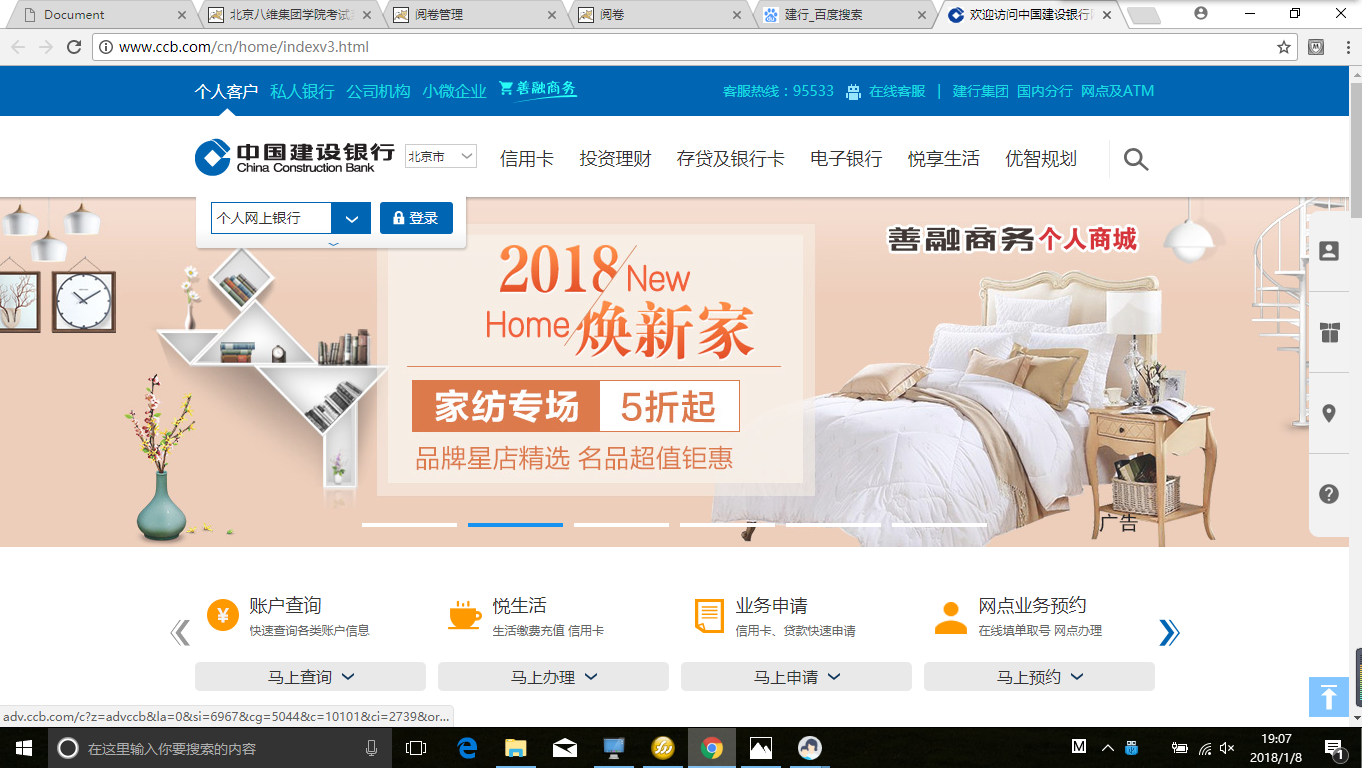 Document
北京八维集团学院考试
阅卷管理
阅卷
建行_百度搜索
欢迎访问中国建设银行
www.ccb.com/cn/home/indexv3.html
个人客户 私人银行 公司机构 小微企业 善融商务 客服热线：95533 在线客服 | 建行集团 国内分行 网点及ATM
中国建设银行
China Construction Bank
北京市
信用卡 投资理财 存贷及银行卡 电子银行 悦享生活 优智规划
个人网上银行 登录
善融商务个人商城
2018 New
Home 焕新家
家纺专场 5折起
品牌星店精选 名品超值钜惠
广告
账户查询 悦生活 业务申请 网点业务预约
快速查询各类账户信息 生活缴费充值 信用卡 信用卡、贷款快速申请 在线填单取号 网点办理
马上查询 马上办理 马上申请 马上预约
adv.ccb.com/c?z=advccb&la=0&si=6967&cg=5044&c=10101&ci=2739&or...
在这里输入你要搜索的内容
M
19:07
2018/1/8
1